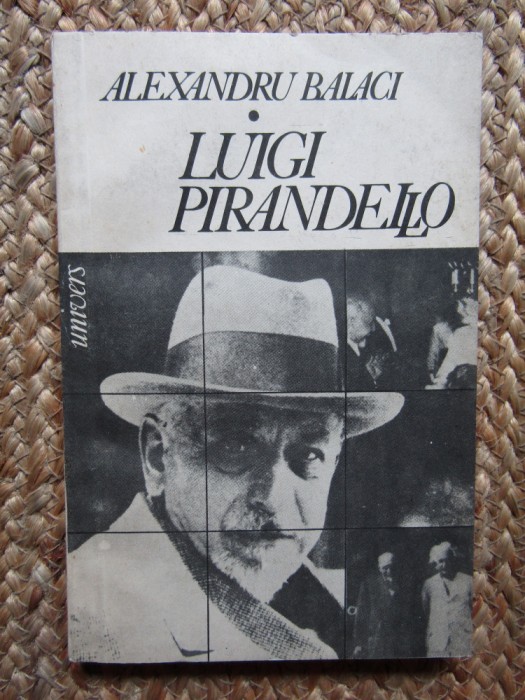 ALEXANDRU BALACI
•
LUIGI
PIRANDELLO
univers